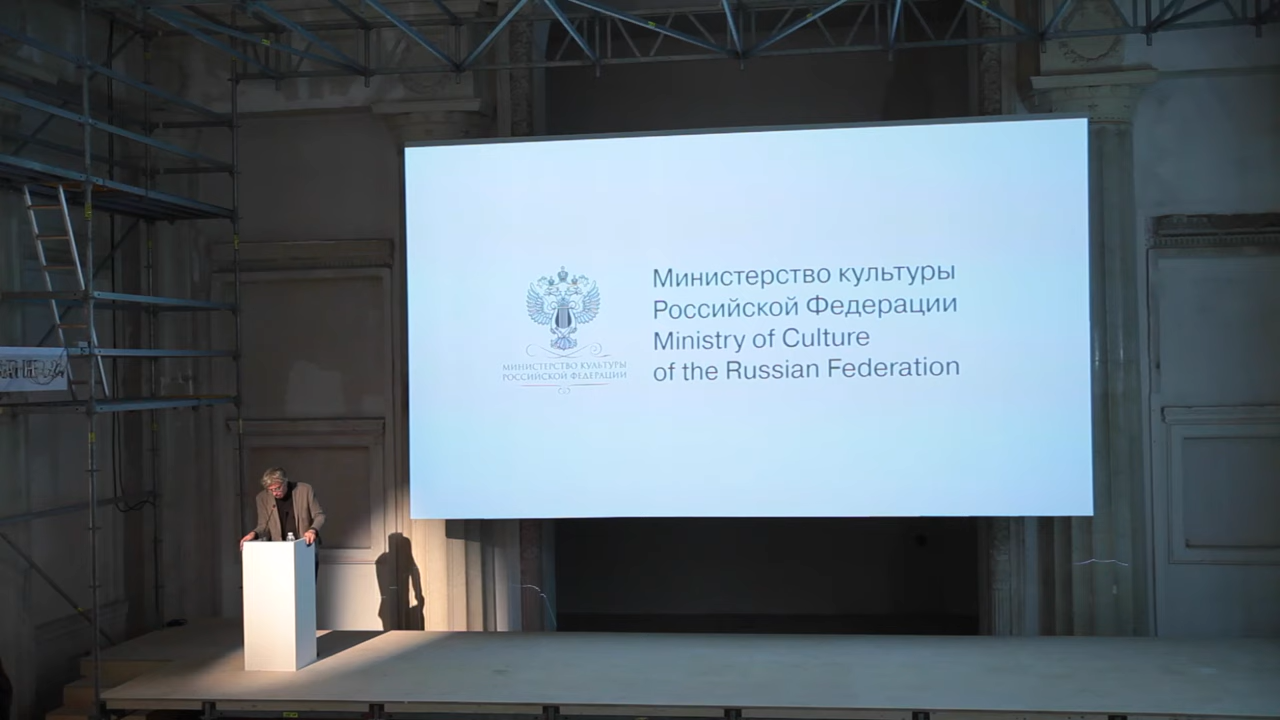 МИНИСТЕРСТВО КУЛЬТУРЫ
РОССИЙСКОЙ ФЕДЕРАЦИИ
Министерство культуры
Российской Федерации
Ministry of Culture
of the Russian Federation